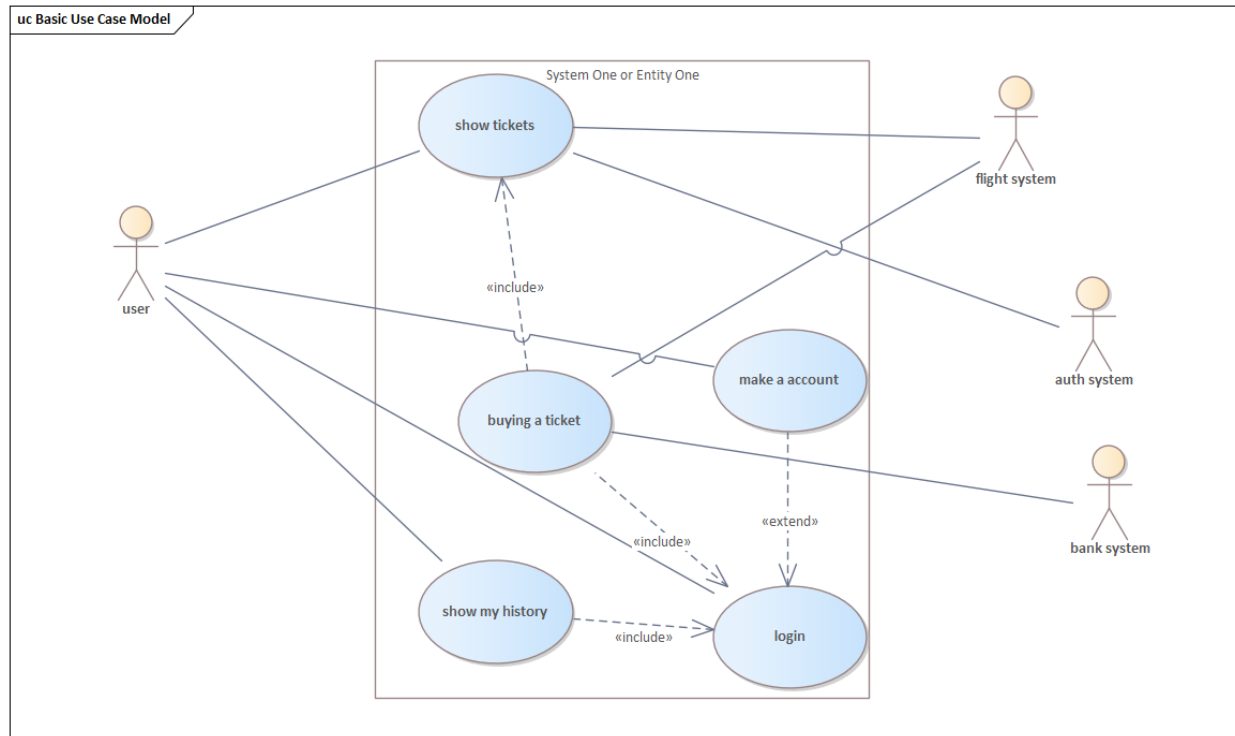 uc Basic Use Case Model
System One or Entity One
show tickets
flight system
«include»
user
auth system
make a account
buying a ticket
«extend»
«include»
bank system
show my history
«include»
login